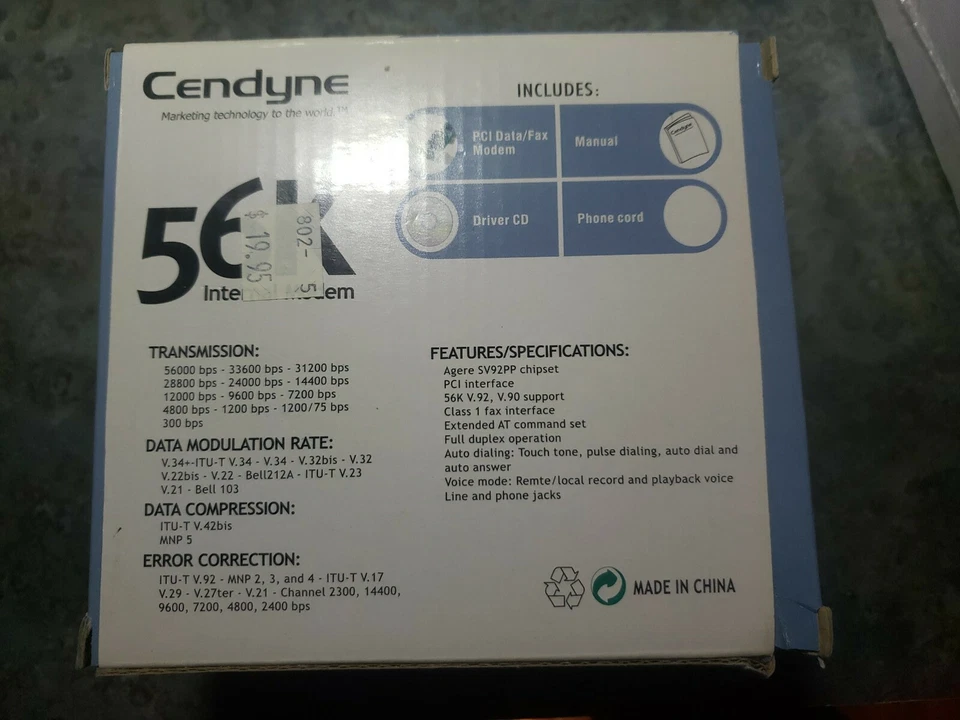 Cendyne
Marketing technology to the world.™
INCLUDES:
PCI Data/Fax
Modem
Manual
Cendyne
Driver CD
Phone cord
56K
802- 5
$ 19.95
Internal Modem
TRANSMISSION:
56000 bps - 33600 bps - 31200 bps
28800 bps - 24000 bps - 14400 bps
12000 bps - 9600 bps - 7200 bps
4800 bps - 1200 bps - 1200/75 bps
300 bps
DATA MODULATION RATE:
V.34+-ITU-T V.34 - V.34 - V.32bis - V.32
V.22bis - V.22 - Bell212A - ITU-T V.23
V.21 - Bell 103
DATA COMPRESSION:
ITU-T V.42bis
MNP 5
ERROR CORRECTION:
ITU-T V.92 - MNP 2, 3, and 4 - ITU-T V.17
V.29 - V.27ter - V.21 - Channel 2300, 14400,
9600, 7200, 4800, 2400 bps
FEATURES/SPECIFICATIONS:
Agere SV92PP chipset
PCI interface
56K V.92, V.90 support
Class 1 fax interface
Extended AT command set
Full duplex operation
Auto dialing: Touch tone, pulse dialing, auto dial and
auto answer
Voice mode: Remte/local record and playback voice
Line and phone jacks
MADE IN CHINA